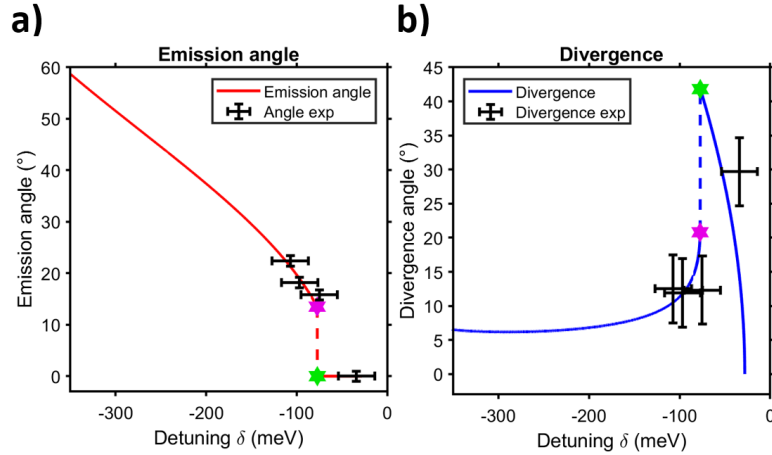 a)
Emission angle
Emission angle (°)
60
50
40
30
20
10
0
Emission angle
Angle exp
-300
-200
-100
0
Detuning δ (meV)
b)
Divergence
Divergence angle (°)
45
40
35
30
25
20
15
10
5
0
Divergence
Divergence exp
-300
-200
-100
0
Detuning δ (meV)